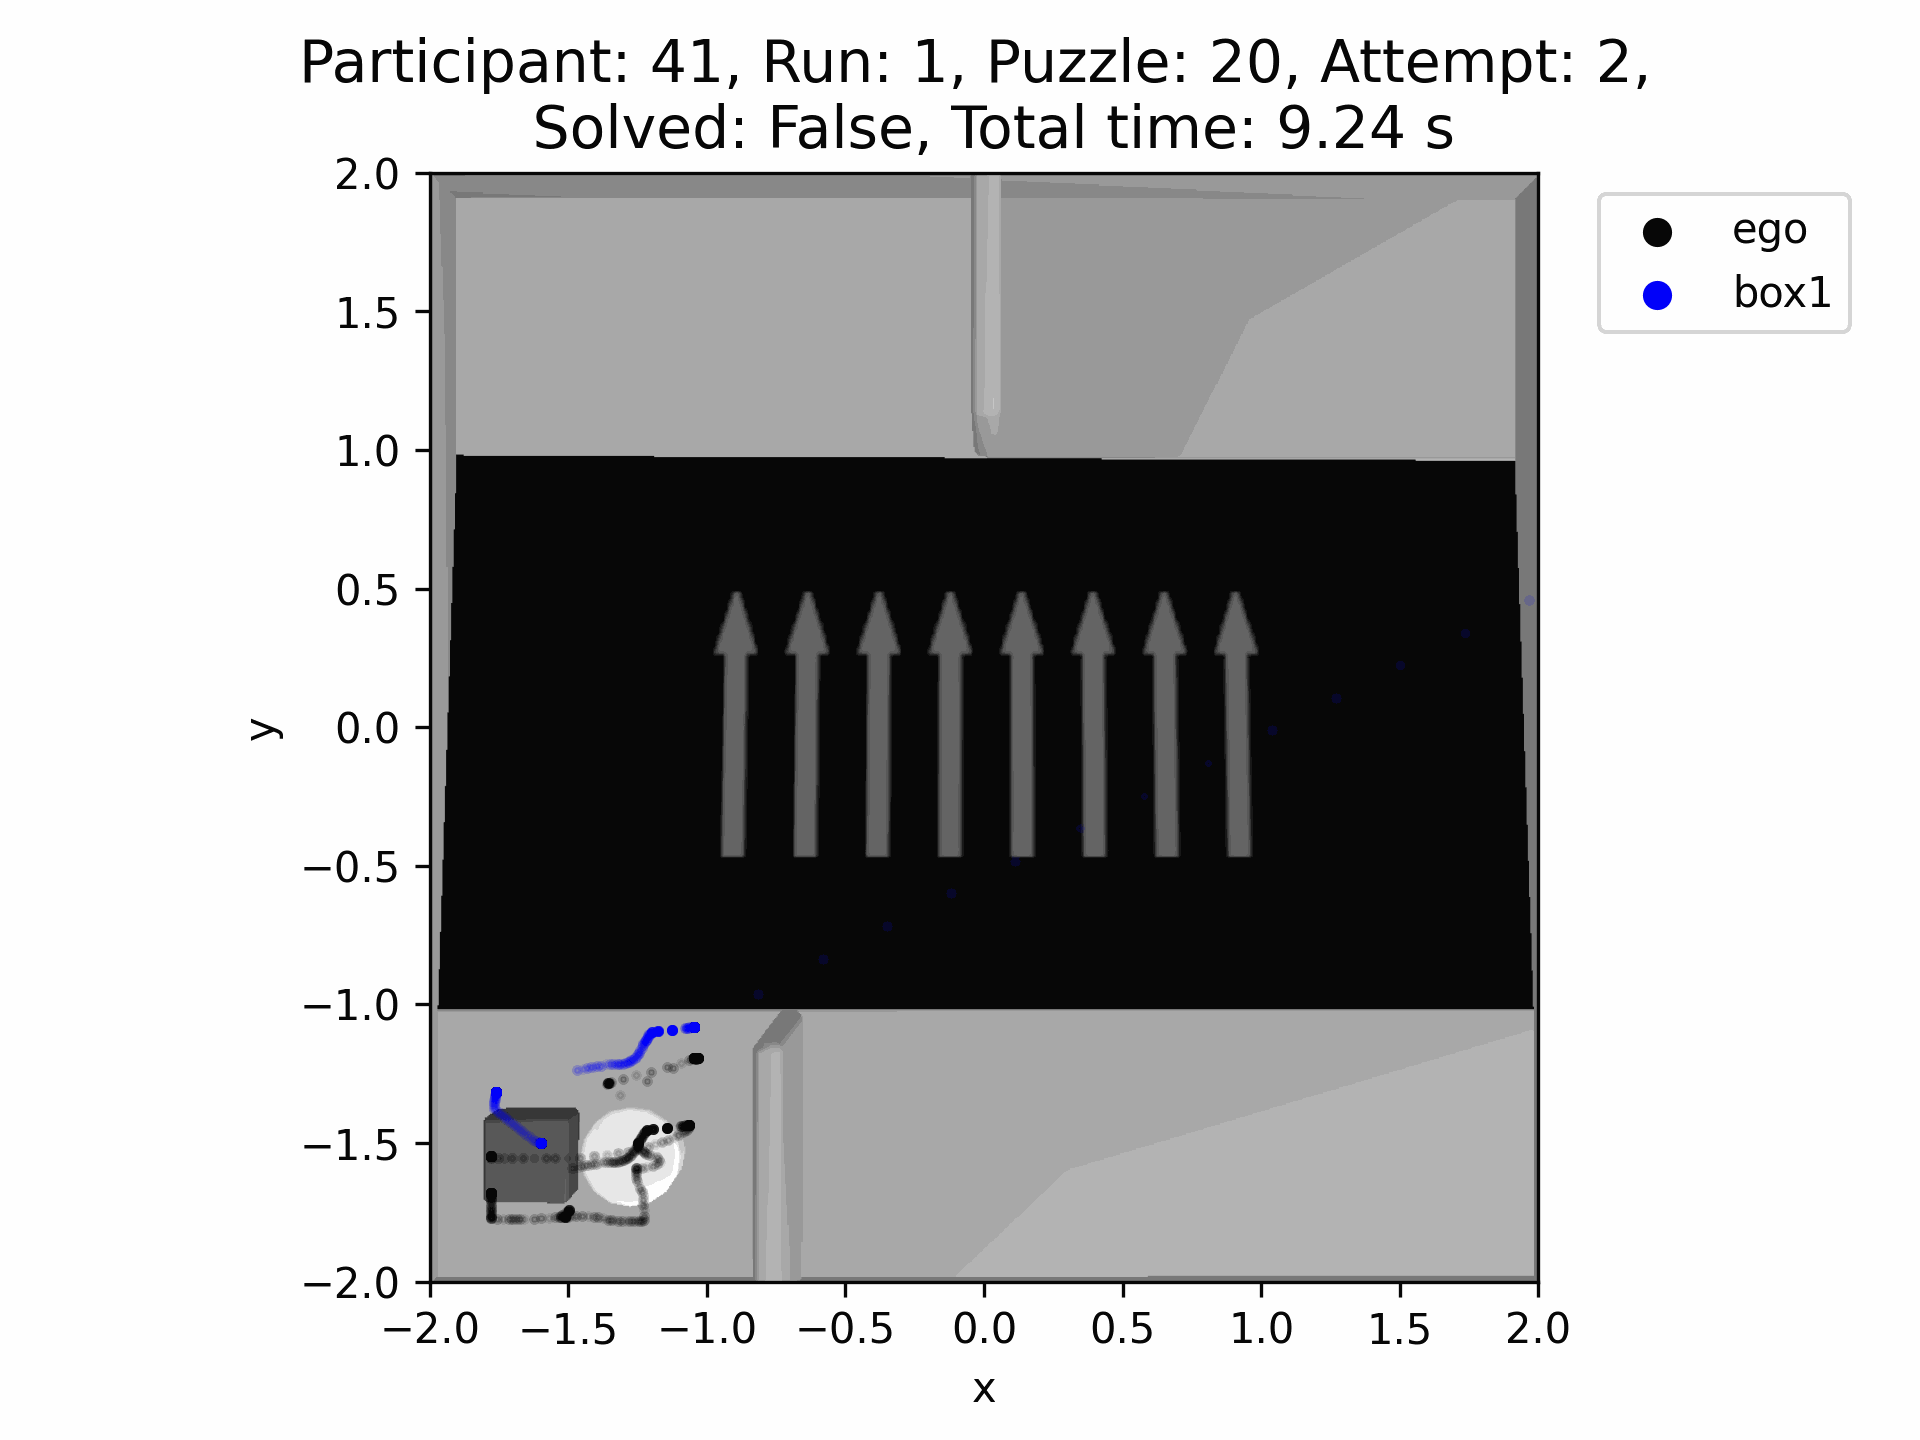 Participant: 41, Run: 1, Puzzle: 20, Attempt: 2,
Solved: False, Total time: 9.24 s
2.0
1.5
1.0
0.5
0.0
−0.5
−1.0
−1.5
−2.0
y
−2.0 −1.5 −1.0 −0.5 0.0 0.5 1.0 1.5 2.0
x
ego
box1